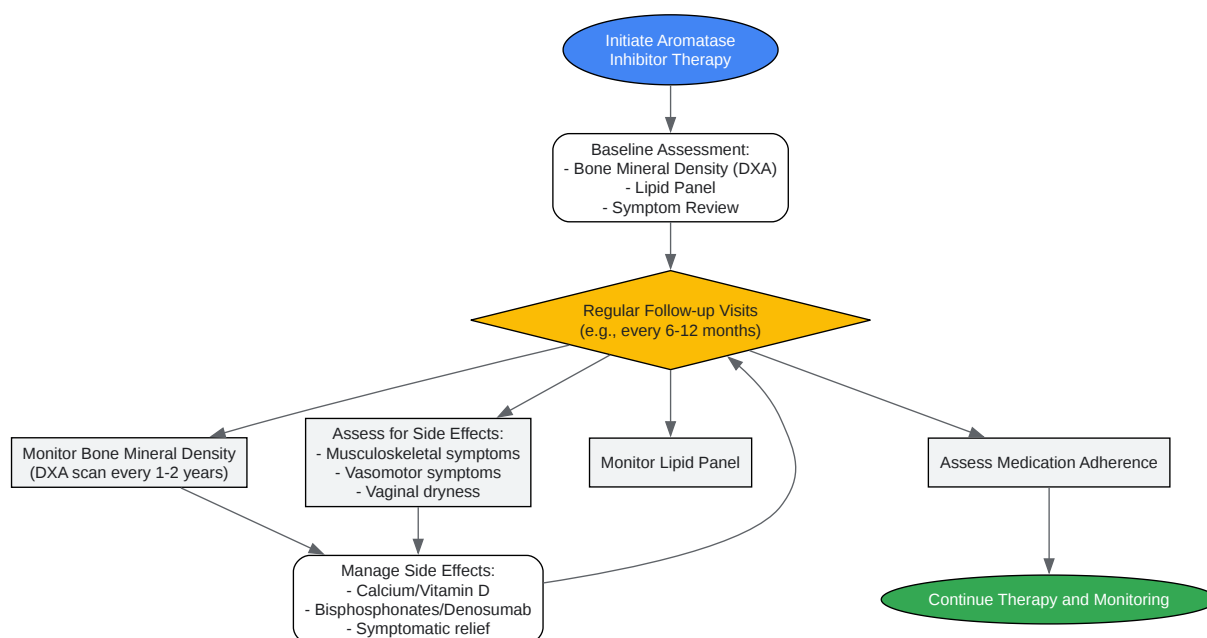 Initiate Aromatase
Inhibitor Therapy
Baseline Assessment:
- Bone Mineral Density (DXA)
- Lipid Panel
- Symptom Review
Regular Follow-up Visits
(e.g., every 6-12 months)
Monitor Bone Mineral Density
(DXA scan every 1-2 years)
Assess for Side Effects:
- Musculoskeletal symptoms
- Vasomotor symptoms
- Vaginal dryness
Monitor Lipid Panel
Assess Medication Adherence
Manage Side Effects:
- Calcium/Vitamin D
- Bisphosphonates/Denosumab
- Symptomatic relief
Continue Therapy and Monitoring